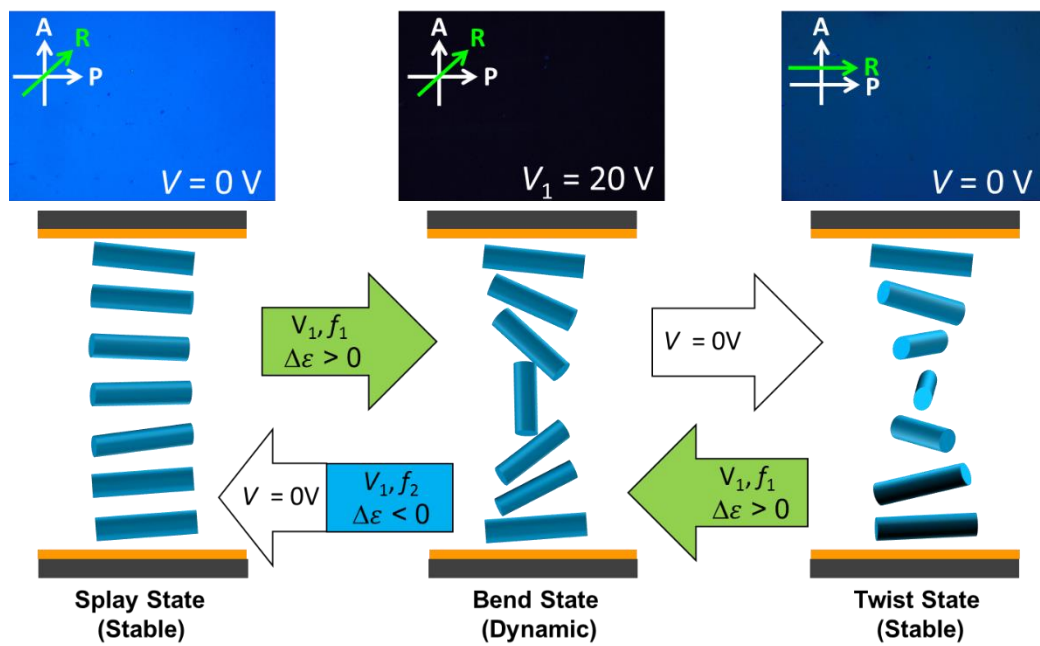 A
R
P
V = 0 V
A
R
P
V₁ = 20 V
A
R
P
V = 0 V
V₁, f₁
Δε > 0
V = 0V
V = 0V
V₁, f₂
Δε < 0
V₁, f₁
Δε > 0
Splay State
(Stable)
Bend State
(Dynamic)
Twist State
(Stable)